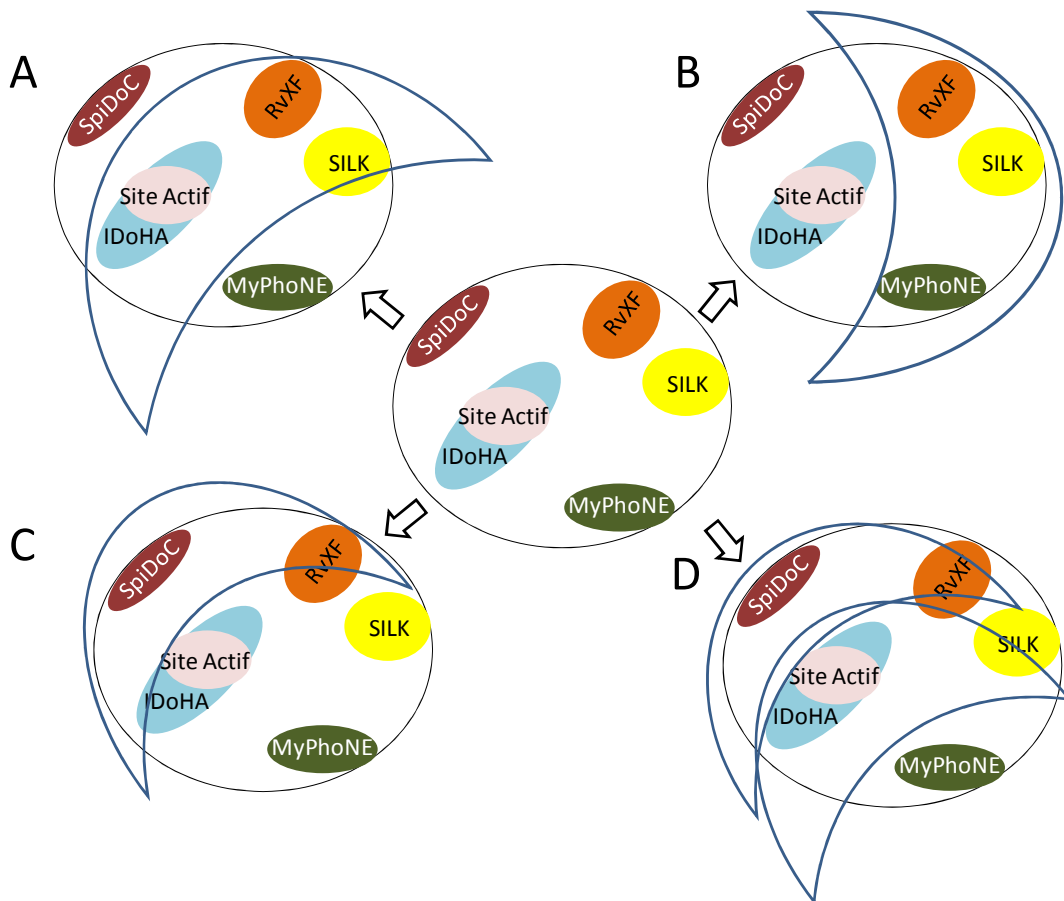 A
SpiDoC
RvXF
SILK
Site Actif
IDoHA
MyPhoNE
B
SpiDoC
RvXF
SILK
Site Actif
IDoHA
MyPhoNE
SpiDoC
RvXF
SILK
Site Actif
IDoHA
MyPhoNE
C
SpiDoC
RvXF
SILK
Site Actif
IDoHA
MyPhoNE
D
SpiDoC
RvXF
SILK
Site Actif
IDoHA
MyPhoNE